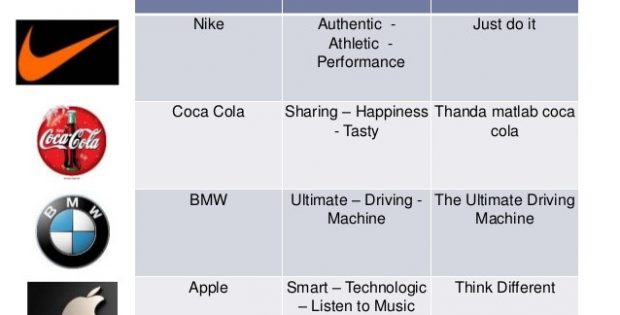 Nike
Authentic -
Athletic -
Performance
Just do it
Coca-Cola
Coca Cola
Sharing – Happiness
- Tasty
Thanda matlab coca
cola
BMW
BMW
Ultimate – Driving -
Machine
The Ultimate Driving
Machine
Apple
Smart – Technologic
– Listen to Music
Think Different